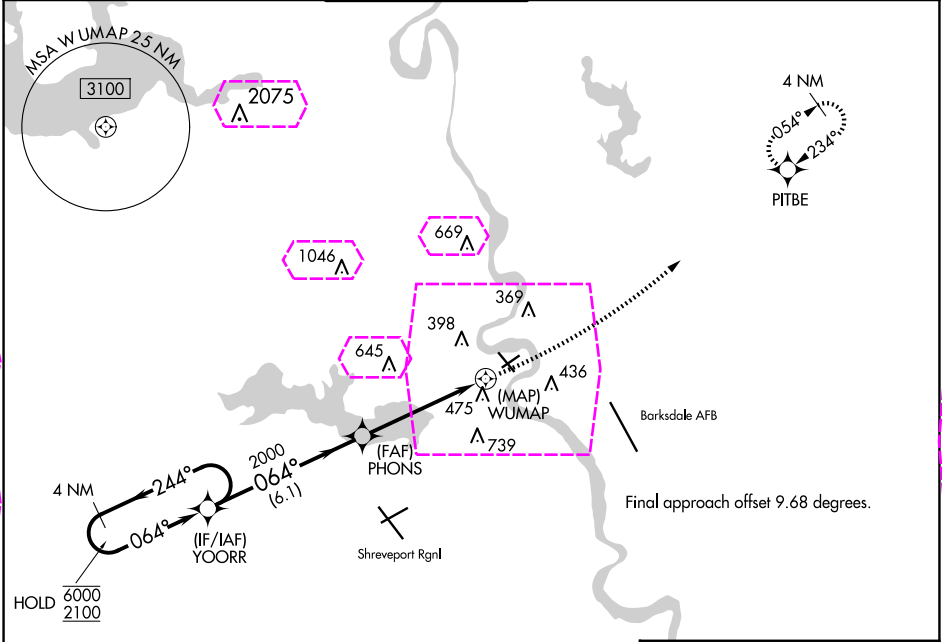 MSA WUMAP 25 NM
3100
2075
4 NM
054°
234°
PITBE
669
1046
369
398
645
436
475
(MAP)
WUMAP
739
Barksdale AFB
(FAF)
PHONS
2000
064°
(6.1)
4 NM
244°
064°
(IF/IAF)
YOORR
Final approach offset 9.68 degrees.
Shreveport Rgnl
HOLD 6000
2100